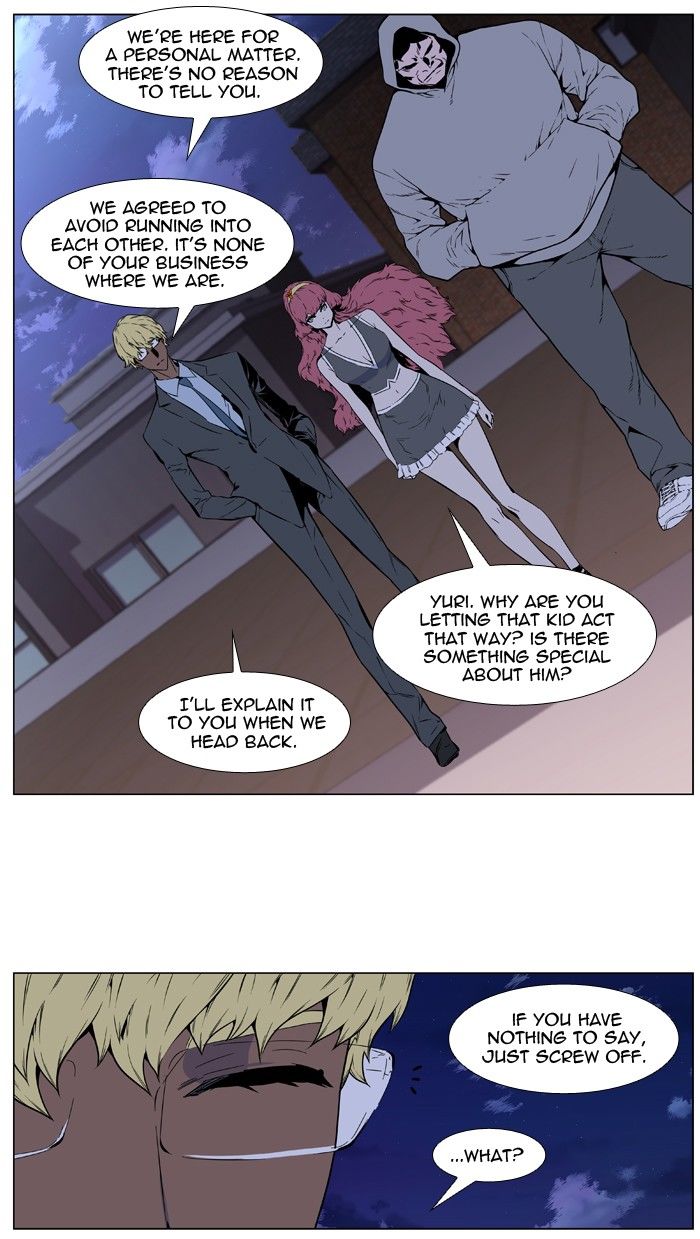 WE'RE HERE FOR
A PERSONAL MATTER.
THERE'S NO REASON
TO TELL YOU.
WE AGREED TO
AVOID RUNNING INTO
EACH OTHER. IT'S NONE
OF YOUR BUSINESS
WHERE WE ARE.
YURI. WHY ARE YOU
LETTING THAT KID ACT
THAT WAY? IS THERE
SOMETHING SPECIAL
ABOUT HIM?
I'LL EXPLAIN IT
TO YOU WHEN WE
HEAD BACK.
IF YOU HAVE
NOTHING TO SAY,
JUST SCREW OFF.
...WHAT?